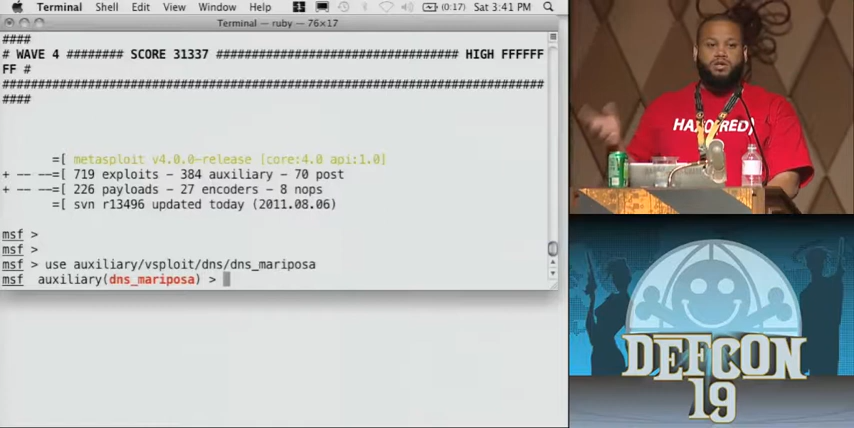 Terminal Shell Edit View Window Help (0:17) Sat 3:41 PM
Terminal — ruby — 76×17
####
# WAVE 4 ######## SCORE 31337 ################################## HIGH FFFFFF
FF #
############################################################################
####
=[ metasploit v4.0.0-release [core:4.0 api:1.0]
+ -- --=[ 719 exploits - 384 auxiliary - 70 post
+ -- --=[ 226 payloads - 27 encoders - 8 nops
=[ svn r13496 updated today (2011.08.06)
msf >
msf >
msf > use auxiliary/vsploit/dns/dns_mariposa
msf auxiliary(dns_mariposa) >
DEFCON
19